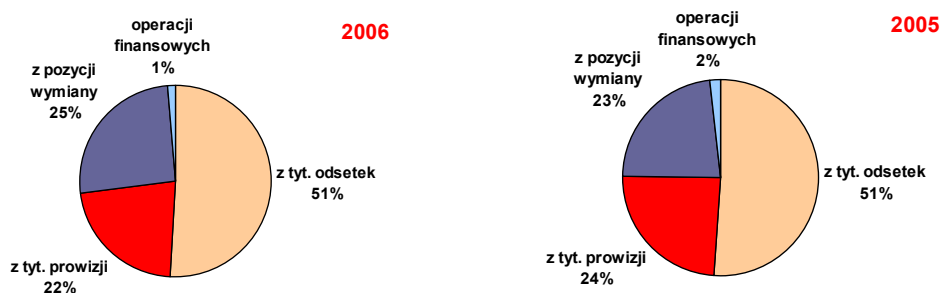 2006
operacji
finansowych
1%
z pozycji
wymiany
25%
z tyt. odsetek
51%
z tyt. prowizji
22%
2005
operacji
finansowych
2%
z pozycji
wymiany
23%
z tyt. odsetek
51%
z tyt. prowizji
24%